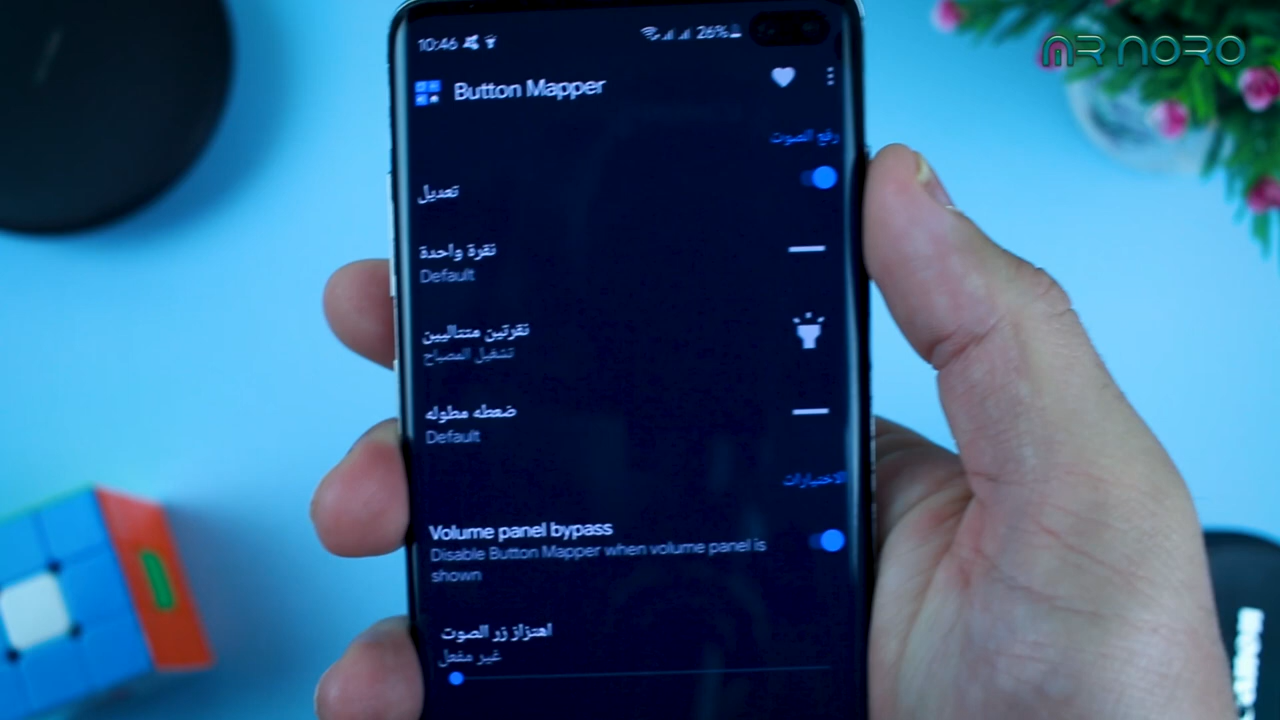 MR NORO
10:46
26%
Button Mapper
رفع الصوت
تعديل
نقرة واحدة
Default
نقرتين متتاليين
تشغيل المصباح
ضغطه مطوله
Default
الاختيارات
Volume panel bypass
Disable Button Mapper when volume panel is
shown
اهتزاز زر الصوت
غير مفعل